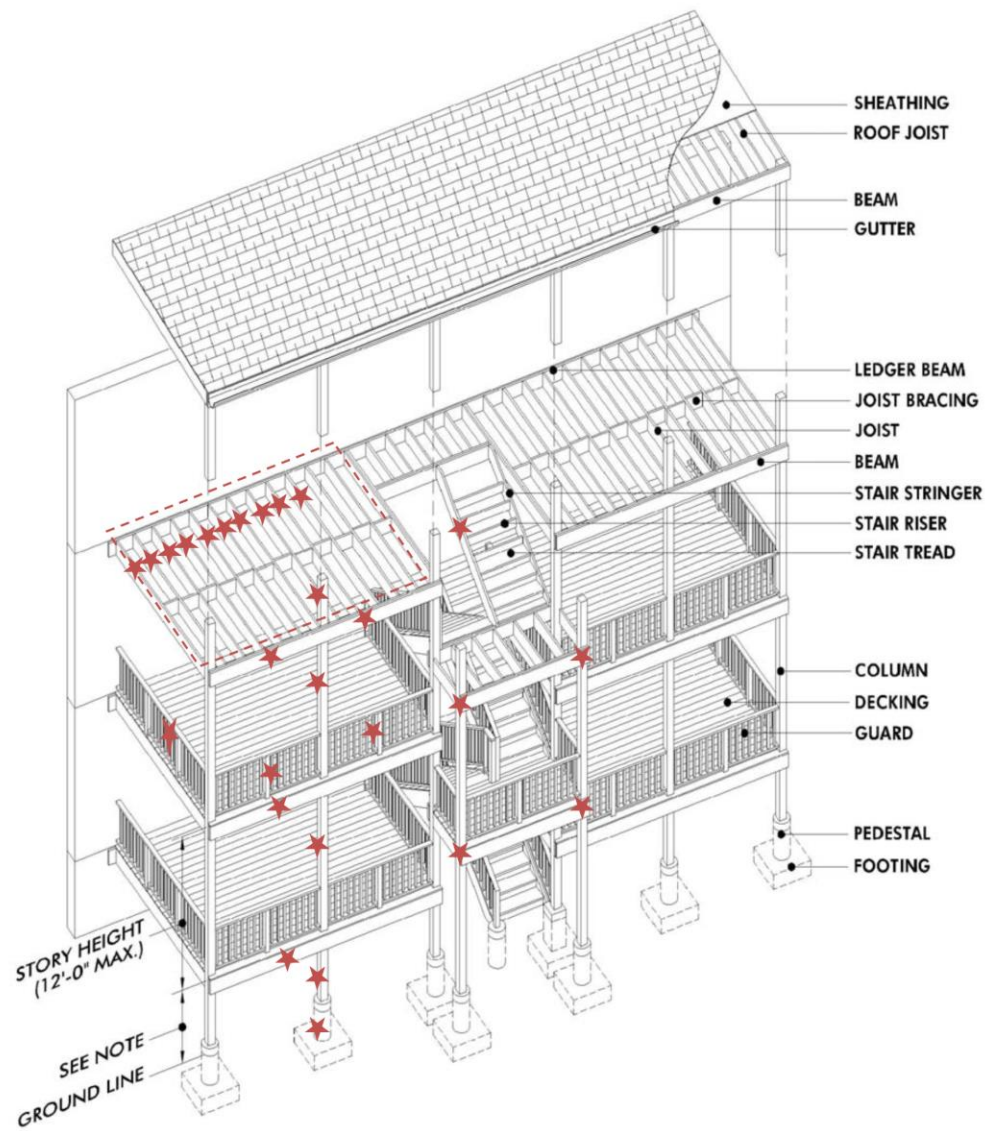 SHEATHING
ROOF JOIST
BEAM
GUTTER
LEDGER BEAM
JOIST BRACING
JOIST
BEAM
STAIR STRINGER
STAIR RISER
STAIR TREAD
COLUMN
DECKING
GUARD
PEDESTAL
FOOTING
STORY HEIGHT
(12'-0" MAX.)
SEE NOTE
GROUND LINE